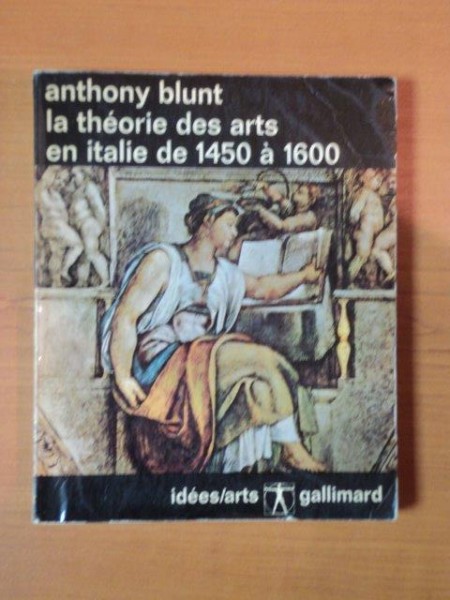 anthony blunt
la théorie des arts
en italie de 1450 à 1600
idées/arts gallimard